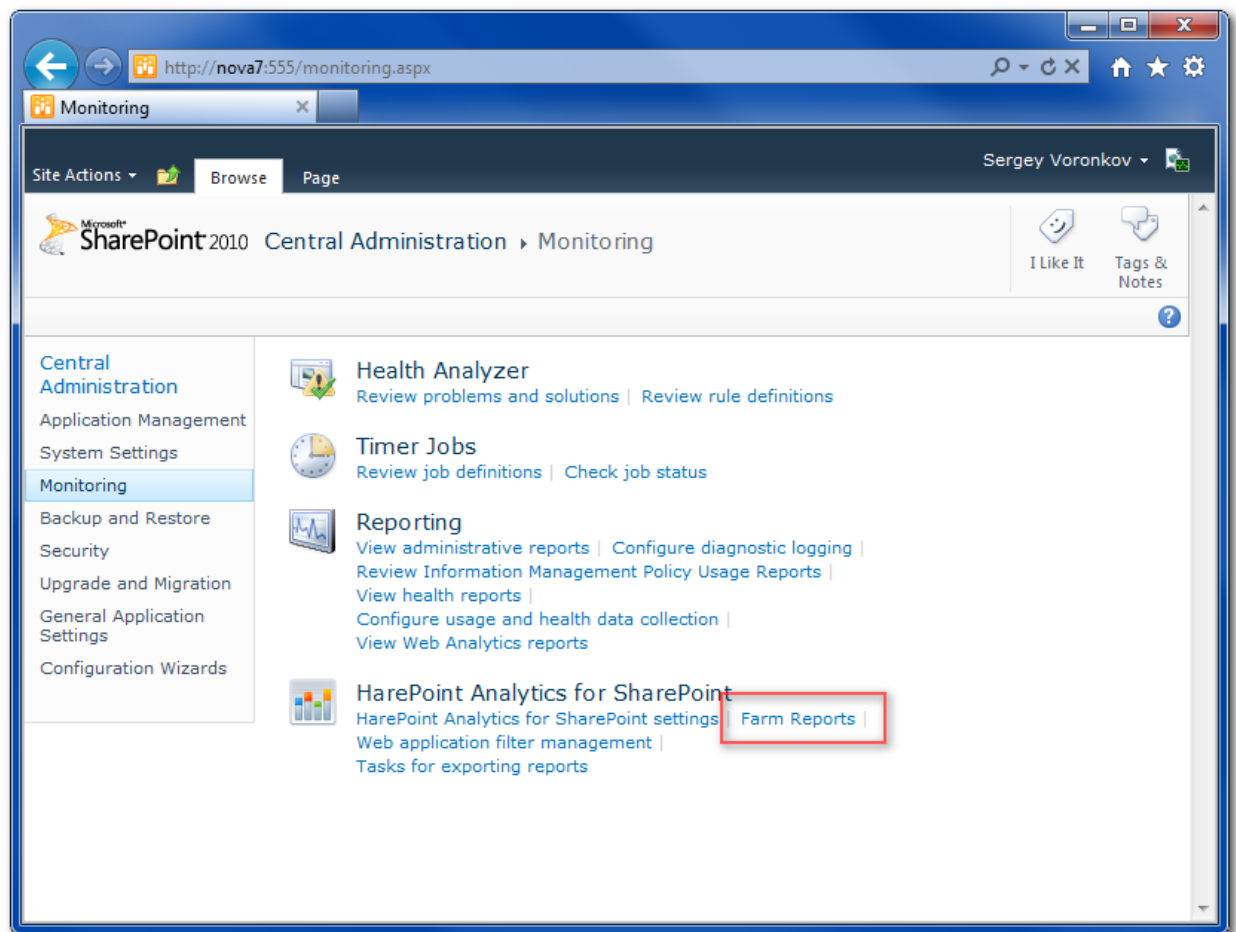 http://nova7:555/monitoring.aspx
Monitoring
Site Actions Browse Page Sergey Voronkov
Microsoft
SharePoint 2010 Central Administration Monitoring
I Like It
Tags &
Notes
Central
Administration
Application Management
System Settings
Monitoring
Backup and Restore
Security
Upgrade and Migration
General Application
Settings
Configuration Wizards
Health Analyzer
Review problems and solutions | Review rule definitions
Timer Jobs
Review job definitions | Check job status
Reporting
View administrative reports | Configure diagnostic logging |
Review Information Management Policy Usage Reports |
View health reports |
Configure usage and health data collection |
View Web Analytics reports
HarePoint Analytics for SharePoint
HarePoint Analytics for SharePoint settings | Farm Reports |
Web application filter management |
Tasks for exporting reports